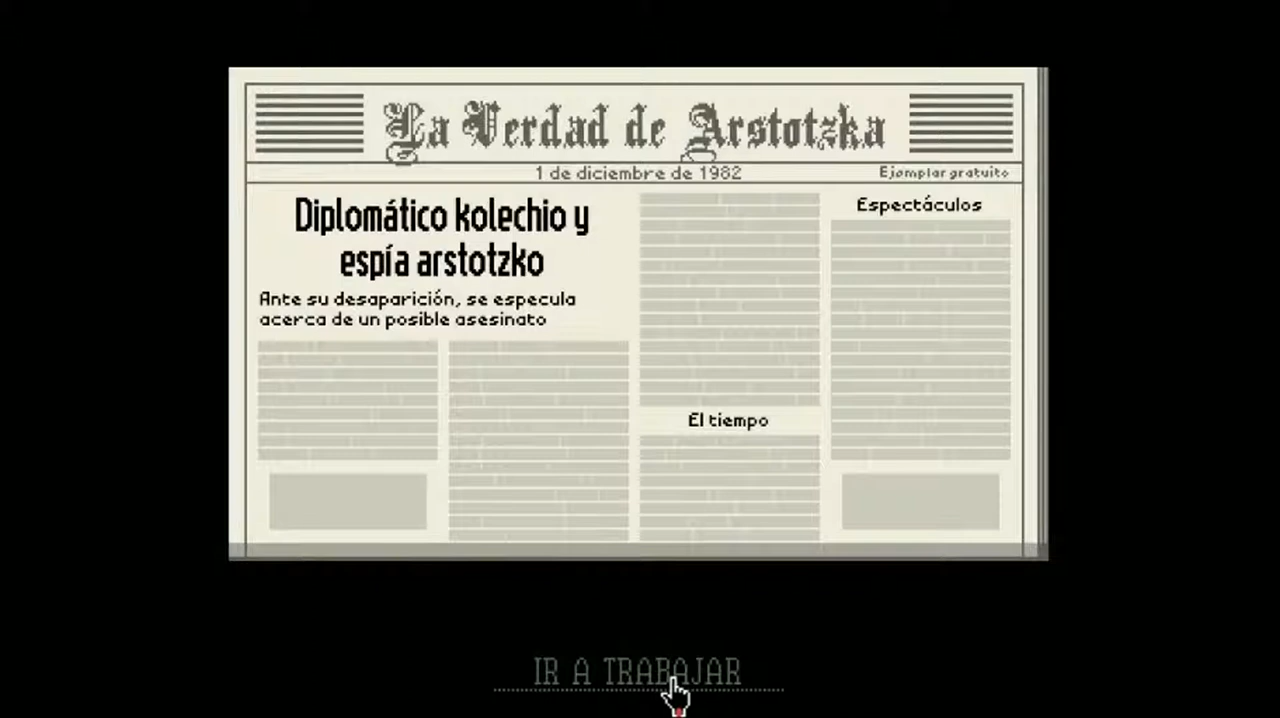 La Verdad de Arstotzka
1 de diciembre de 1982
Ejemplar gratuito
Diplomático kolechio y
espía arstotzko
Ante su desaparición, se especula
acerca de un posible asesinato
El tiempo
Espectáculos
IR A TRABAJAR